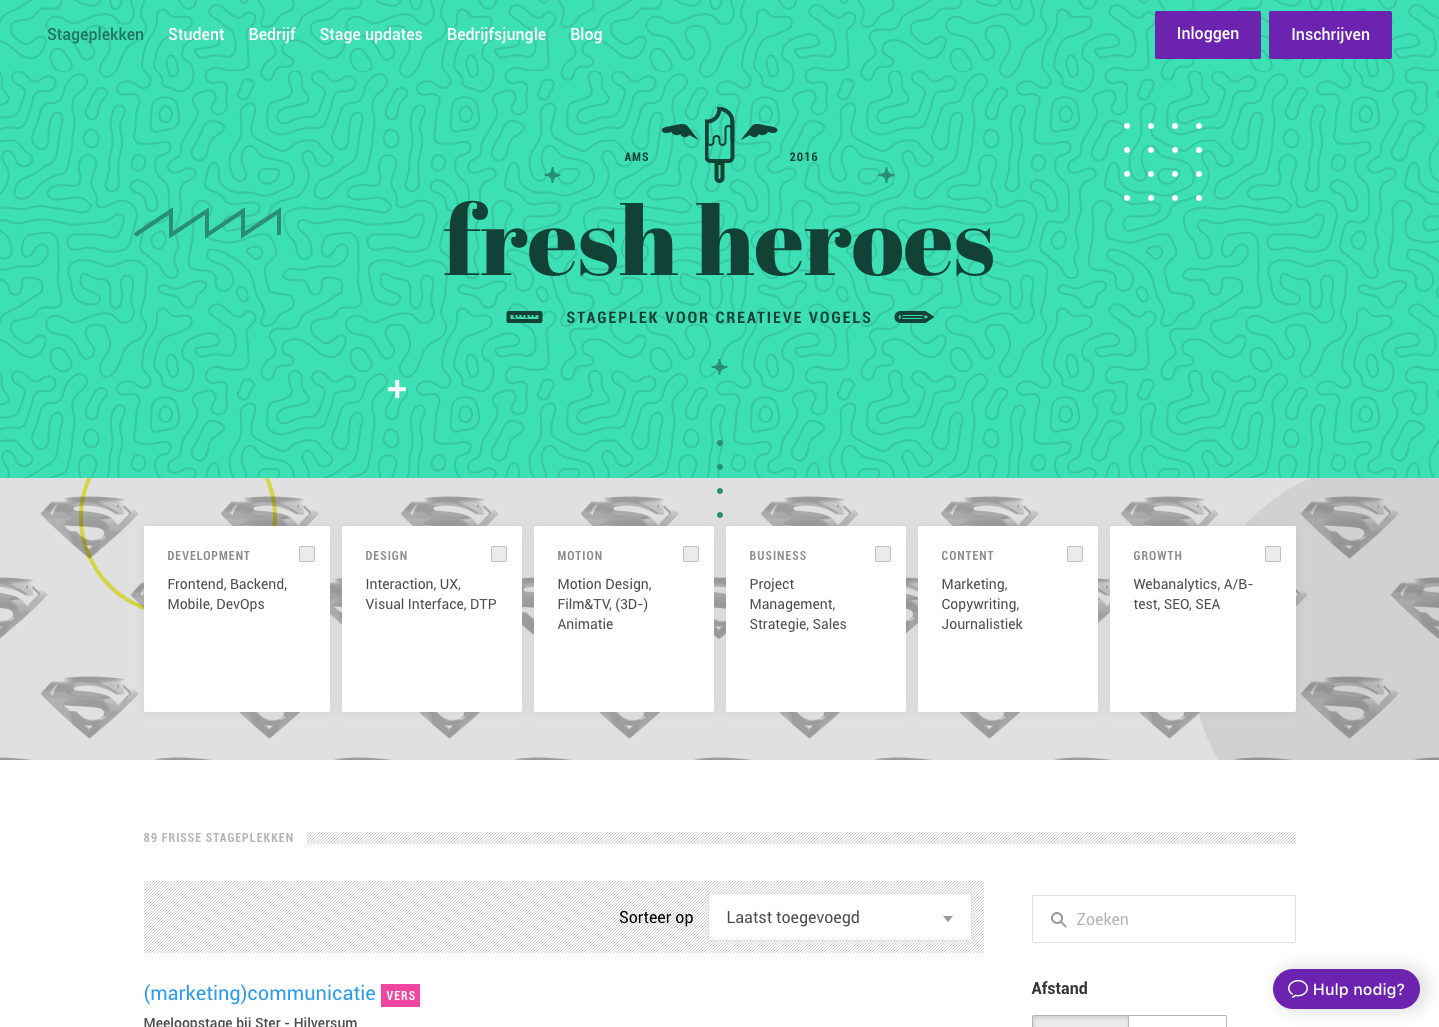 Stageplekken Student Bedrijf Stage updates Bedrijfsjungle Blog Inloggen Inschrijven
AMS 2016
fresh heroes
STAGEPLEK VOOR CREATIEVE VOGELS
DEVELOPMENT
Frontend, Backend,
Mobile, DevOps
DESIGN
Interaction, UX,
Visual Interface, DTP
MOTION
Motion Design,
Film&TV, (3D-)
Animatie
BUSINESS
Project
Management,
Strategie, Sales
CONTENT
Marketing,
Copywriting,
Journalistiek
GROWTH
Webanalytics, A/B-
test, SEO, SEA
89 FRISSE STAGEPLEKKEN
Sorteer op Laatst toegevoegd
Zoeken
(marketing)communicatie VERS
Meeloopstage bij Ster - Hilversum
Afstand
Hulp nodig?